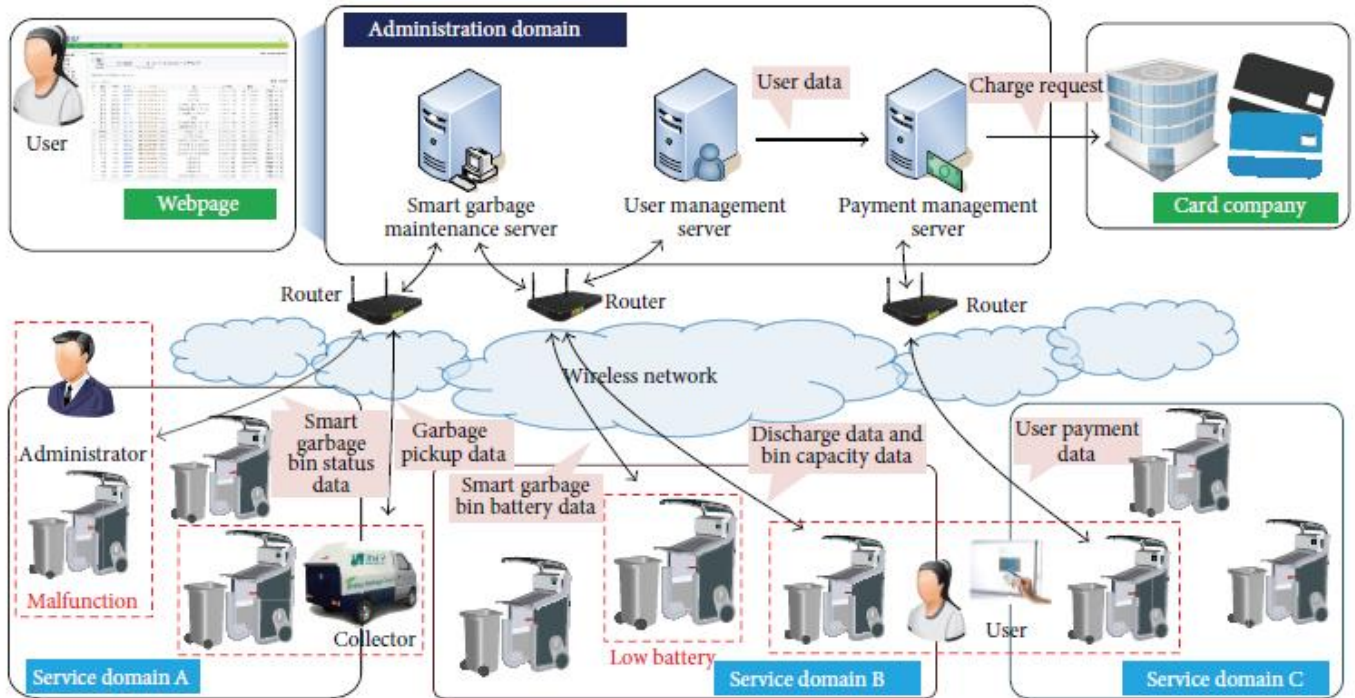 Administration domain
User
Webpage
User data
Charge request
Smart garbage
maintenance server
User management
server
Payment management
server
Card company
Router
Router
Router
Wireless network
Administrator
Smart
garbage
bin status
data
Garbage
pickup data
Smart garbage
bin battery data
Discharge data and
bin capacity data
User payment
data
Malfunction
Collector
Low battery
User
Service domain A
Service domain B
Service domain C